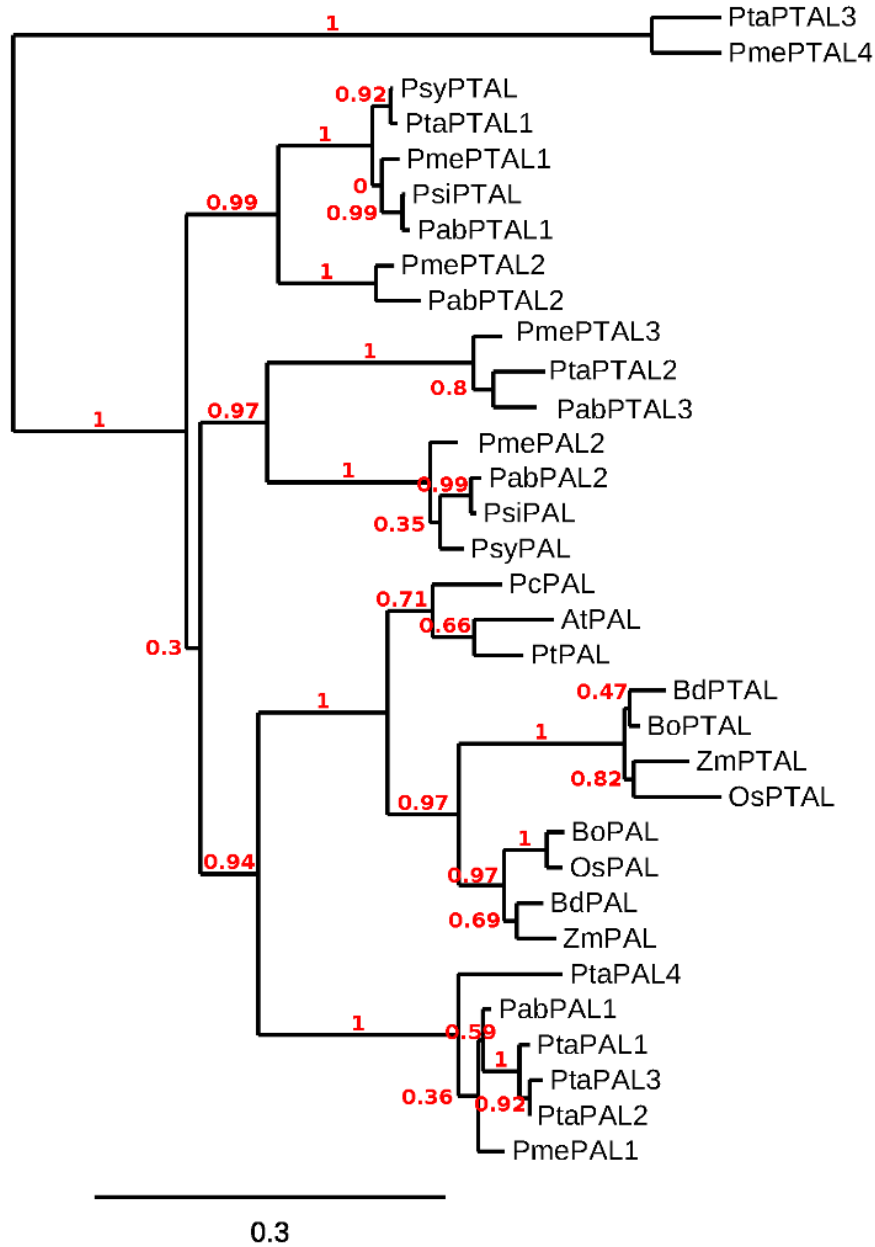 1
PtaPTAL3
PmePTAL4
PsyPTAL
0.92
PtaPTAL1
1
PmePTAL1
0
PsiPTAL
0.99
0.99
PabPTAL1
PmePTAL2
1
PabPTAL2
PmePTAL3
1
PtaPTAL2
0.8
0.97
PabPTAL3
1
PmePAL2
1
0.99
PabPAL2
PsiPAL
0.35
PsyPAL
PcPAL
0.71
AtPAL
0.66
0.3
PtPAL
0.47
BdPTAL
1
BoPTAL
1
ZmPTAL
0.82
OsPTAL
0.97
BoPAL
1
0.94
0.97
OsPAL
BdPAL
0.69
ZmPAL
PtaPAL4
PabPAL1
1
0.59
PtaPAL1
1
PtaPAL3
0.36
0.92
PtaPAL2
PmePAL1
0.3